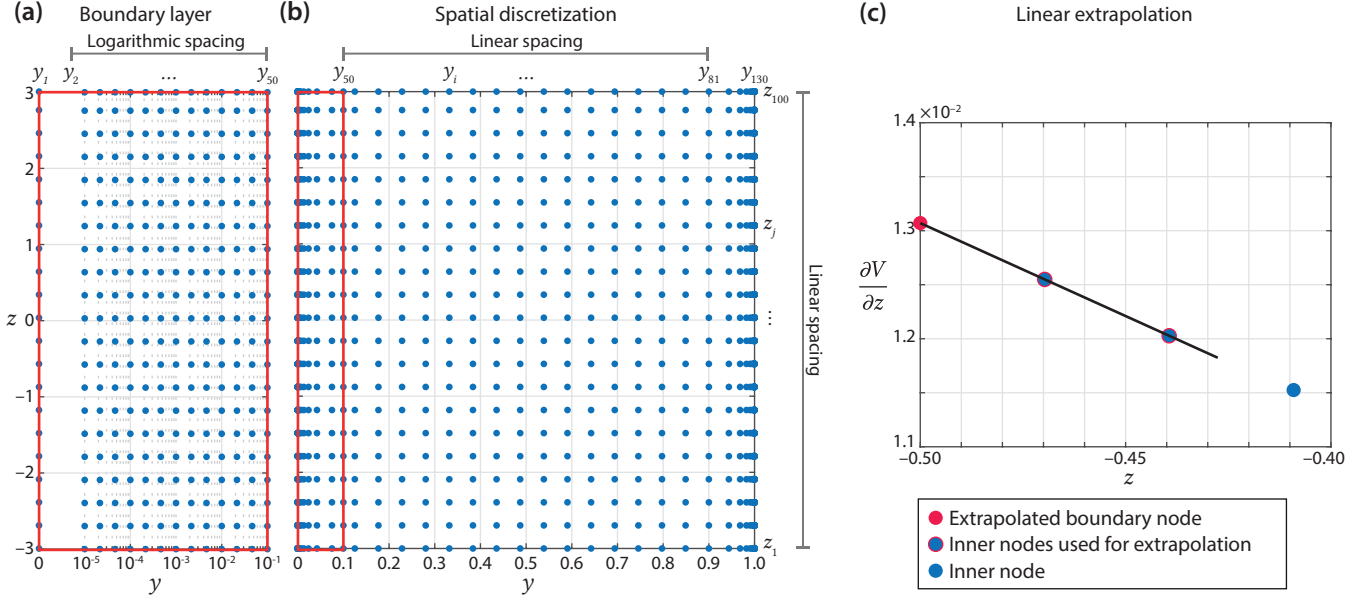 (a) Boundary layer
Logarithmic spacing
y₁ y₂ ... y₅₀
3
2
1
z 0
−1
−2
−3
0 10⁻⁵ 10⁻⁴ 10⁻³ 10⁻² 10⁻¹
y
(b) Spatial discretization
Linear spacing
y₅₀ yᵢ ... y₈₁ y₁₃₀
z₁₀₀
zⱼ
⋮
z₁
Linear spacing
0 0.1 0.2 0.3 0.4 0.5 0.6 0.7 0.8 0.9 1.0
y
(c) Linear extrapolation
×10⁻²
1.4
1.3
∂V
∂z
1.2
1.1
−0.50 −0.45 −0.40
z
Extrapolated boundary node
Inner nodes used for extrapolation
Inner node